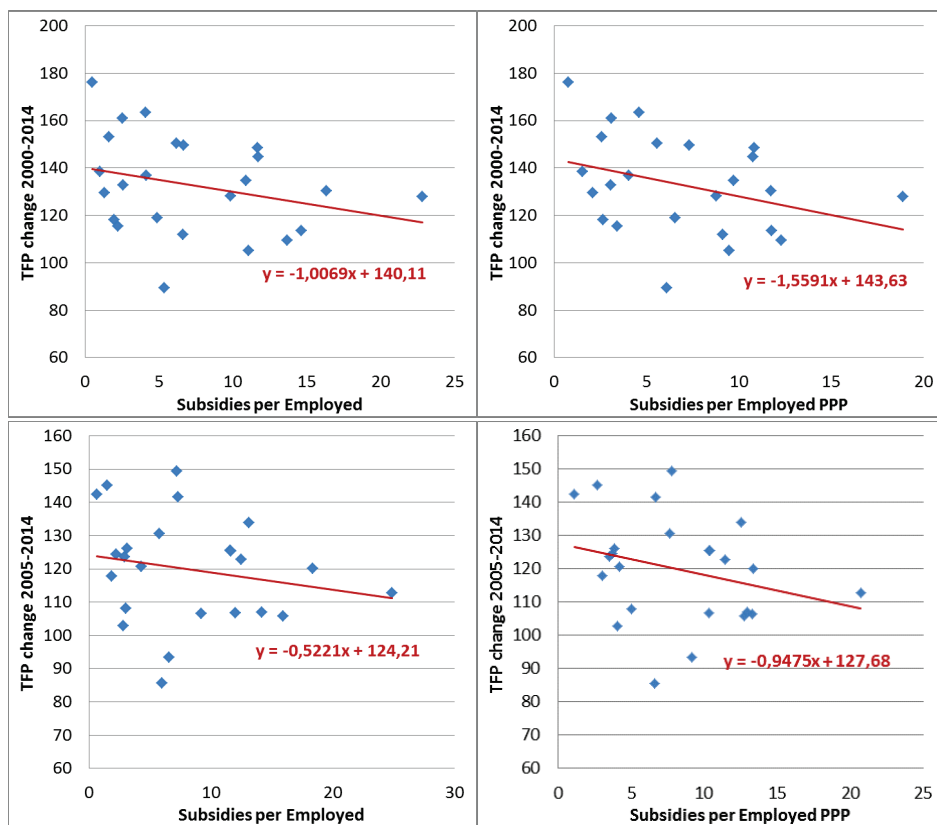 TFP change 2000-2014
200
180
160
140
120
100
80
60
0 5 10 15 20 25
Subsidies per Employed
y = -1,0069x + 140,11
TFP change 2000-2014
200
180
160
140
120
100
80
60
0 5 10 15 20
Subsidies per Employed PPP
y = -1,5591x + 143,63
TFP change 2005-2014
160
150
140
130
120
110
100
90
80
70
60
0 10 20 30
Subsidies per Employed
y = -0,5221x + 124,21
TFP change 2005-2014
160
150
140
130
120
110
100
90
80
70
60
0 5 10 15 20 25
Subsidies per Employed PPP
y = -0,9475x + 127,68